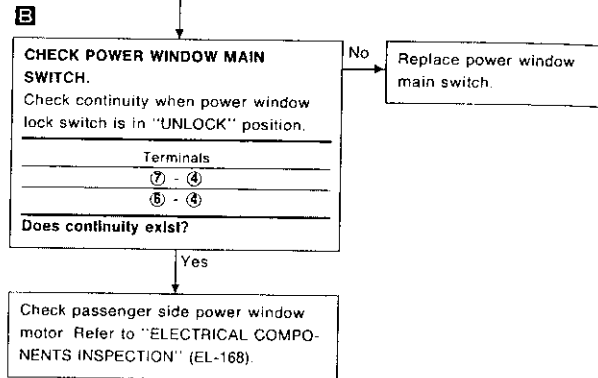 B
CHECK POWER WINDOW MAIN
SWITCH.
Check continuity when power window
lock switch is in "UNLOCK" position.
Terminals
⑦ - ④
⑥ - ④
Does continuity exist?
No
Replace power window
main switch.
Yes
Check passenger side power window
motor. Refer to "ELECTRICAL COMPO-
NENTS INSPECTION" (EL-168).